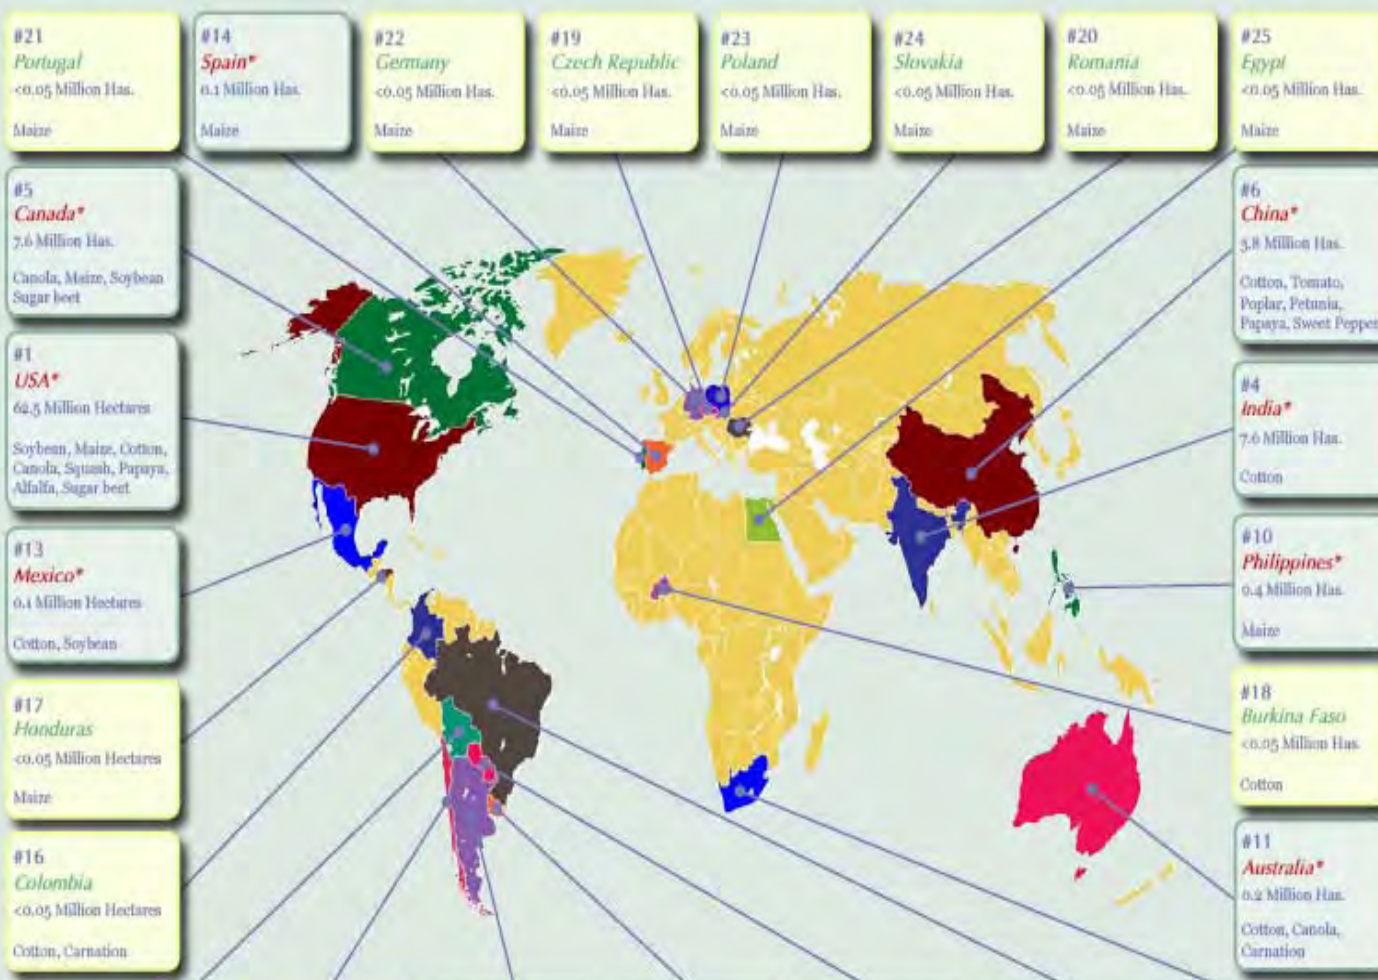 #21
Portugal
<0.05 Million Has.
Maize
#14
Spain*
0.1 Million Has.
Maize
#22
Germany
<0.05 Million Has.
Maize
#19
Czech Republic
<0.05 Million Has.
Maize
#23
Poland
<0.05 Million Has.
Maize
#24
Slovakia
<0.05 Million Has.
Maize
#20
Romania
<0.05 Million Has.
Maize
#25
Egypt
<0.05 Million Has.
Maize
#5
Canada*
7.6 Million Has.
Canola, Maize, Soybean
Sugar beet
#6
China*
3.8 Million Has.
Cotton, Tomato,
Poplar, Petunia,
Papaya, Sweet Pepper
#1
USA*
62.5 Million Hectares
Soybean, Maize, Cotton,
Canola, Squash, Papaya,
Alfalfa, Sugar beet
#4
India*
7.6 Million Has.
Cotton
#13
Mexico*
0.1 Million Hectares
Cotton, Soybean
#10
Philippines*
0.4 Million Has.
Maize
#17
Honduras
<0.05 Million Hectares
Maize
#18
Burkina Faso
<0.05 Million Has.
Cotton
#16
Colombia
<0.05 Million Hectares
Cotton, Carnation
#11
Australia*
0.2 Million Has.
Cotton, Canola,
Carnation